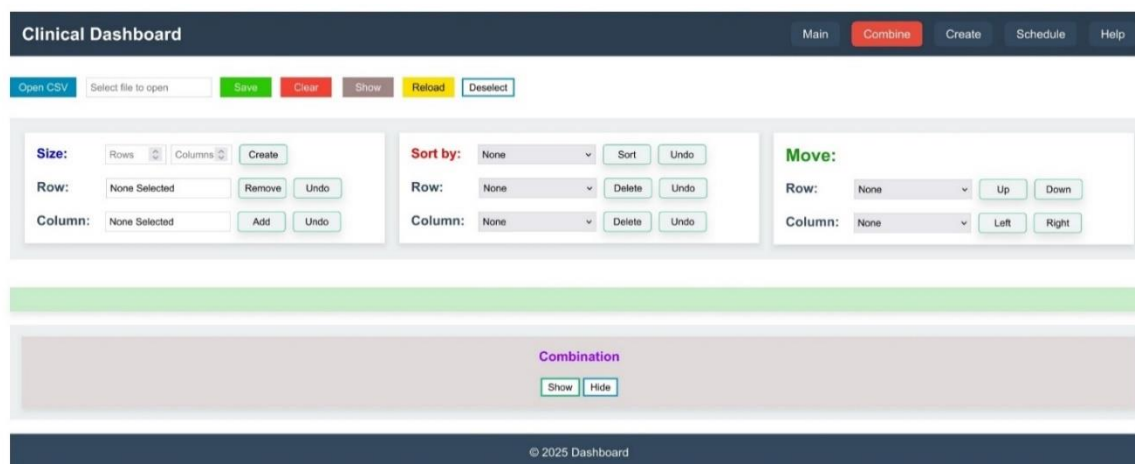 Clinical Dashboard Main Combine Create Schedule Help
Open CSV Select file to open Save Clear Show Reload Deselect
Size: Rows Columns Create
Row: None Selected Remove Undo
Column: None Selected Add Undo
Sort by: None Sort Undo
Row: None Delete Undo
Column: None Delete Undo
Move:
Row: None Up Down
Column: None Left Right
Combination
Show Hide
© 2025 Dashboard